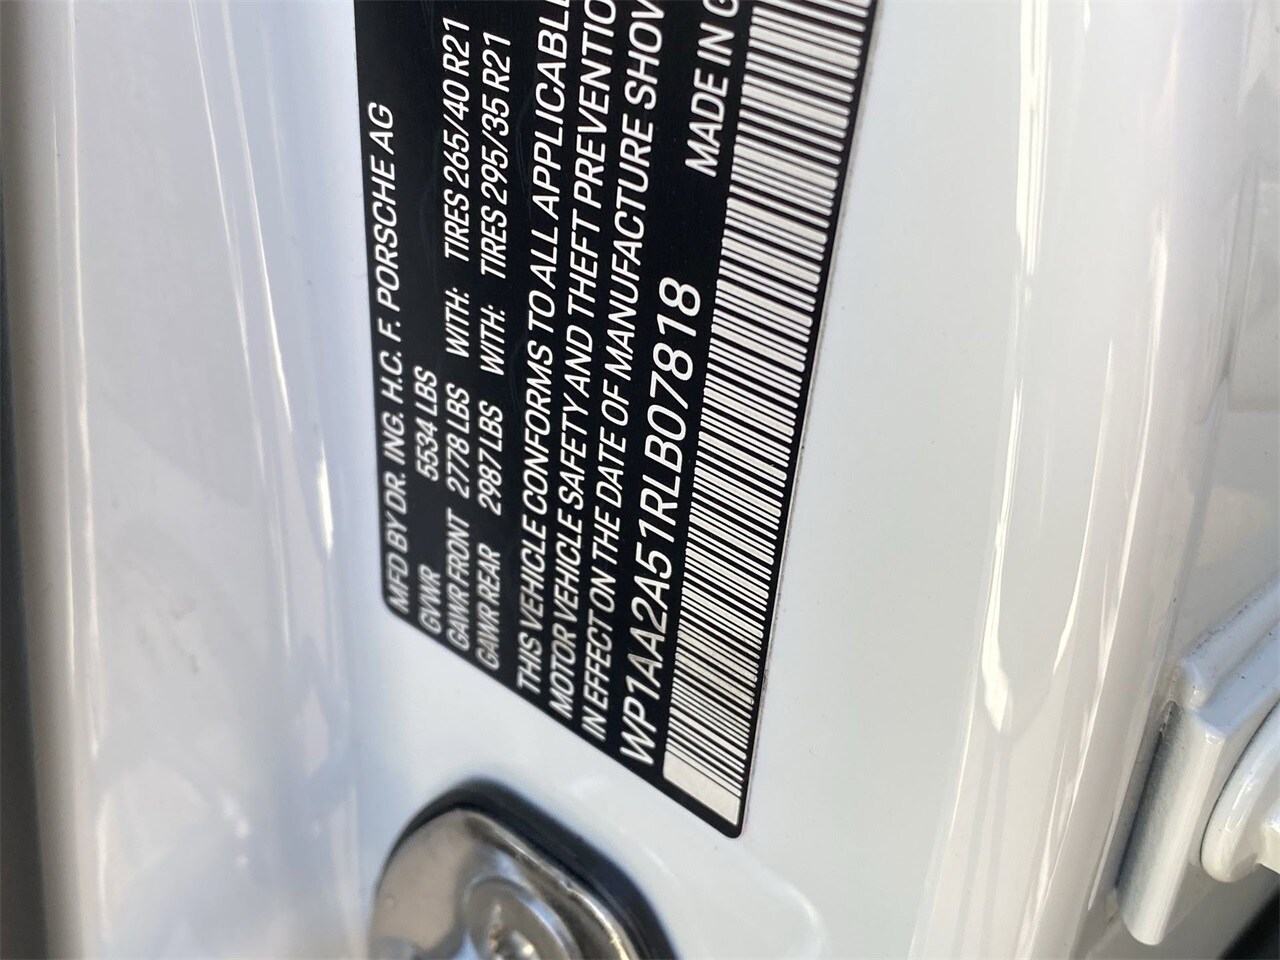 MFD BY DR. ING. H.C. F. PORSCHE AG
GVWR 5534 LBS
GAWR FRONT 2778 LBS WITH: TIRES 265/40 R21
GAWR REAR 2987 LBS WITH: TIRES 295/35 R21
THIS VEHICLE CONFORMS TO ALL APPLICABLE
MOTOR VEHICLE SAFETY AND THEFT PREVENTIO
IN EFFECT ON THE DATE OF MANUFACTURE SHOW
WP1AA2A51RLB07818 MADE IN G